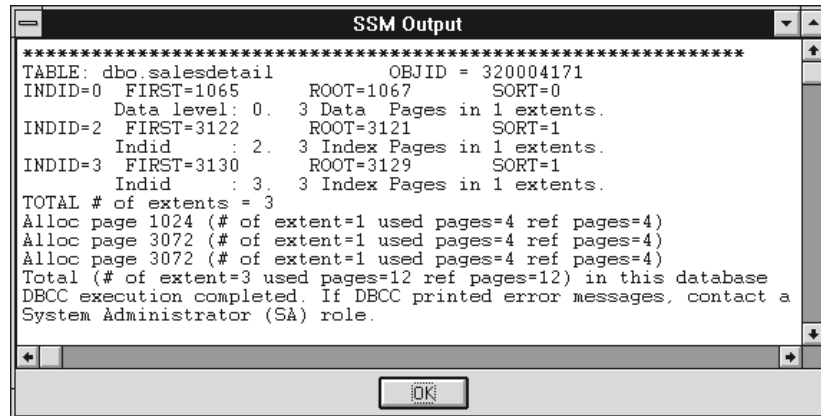 SSM Output
*****************************************************************
TABLE: dbo.salesdetail OBJID = 320004171
INDID=0 FIRST=1065 ROOT=1067 SORT=0
Data level: 0. 3 Data Pages in 1 extents.
INDID=2 FIRST=3122 ROOT=3121 SORT=1
Indid : 2. 3 Index Pages in 1 extents.
INDID=3 FIRST=3130 ROOT=3129 SORT=1
Indid : 3. 3 Index Pages in 1 extents.
TOTAL # of extents = 3
Alloc page 1024 (# of extent=1 used pages=4 ref pages=4)
Alloc page 3072 (# of extent=1 used pages=4 ref pages=4)
Alloc page 3072 (# of extent=1 used pages=4 ref pages=4)
Total (# of extent=3 used pages=12 ref pages=12) in this database
DBCC execution completed. If DBCC printed error messages, contact a
System Administrator (SA) role.
OK